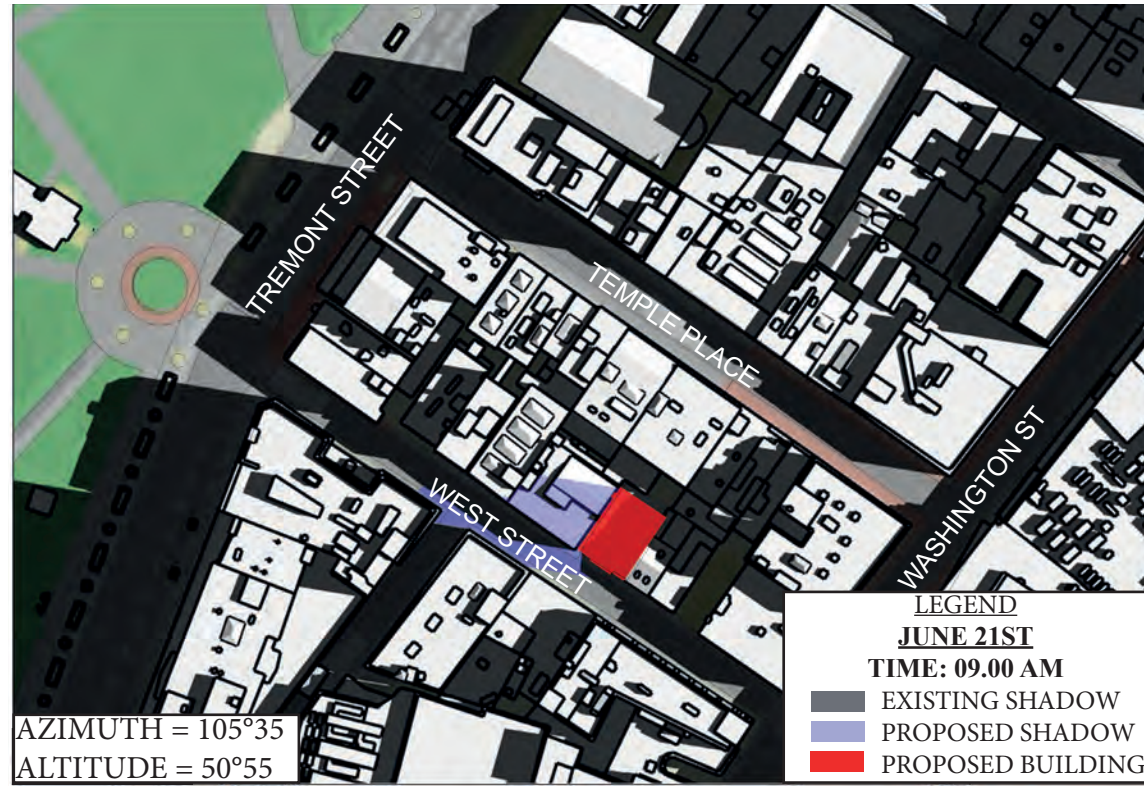 TREMONT STREET
TEMPLE PLACE
WEST STREET
WASHINGTON ST
LEGEND
JUNE 21ST
TIME: 09.00 AM
EXISTING SHADOW
PROPOSED SHADOW
PROPOSED BUILDING
AZIMUTH = 105°35
ALTITUDE = 50°55